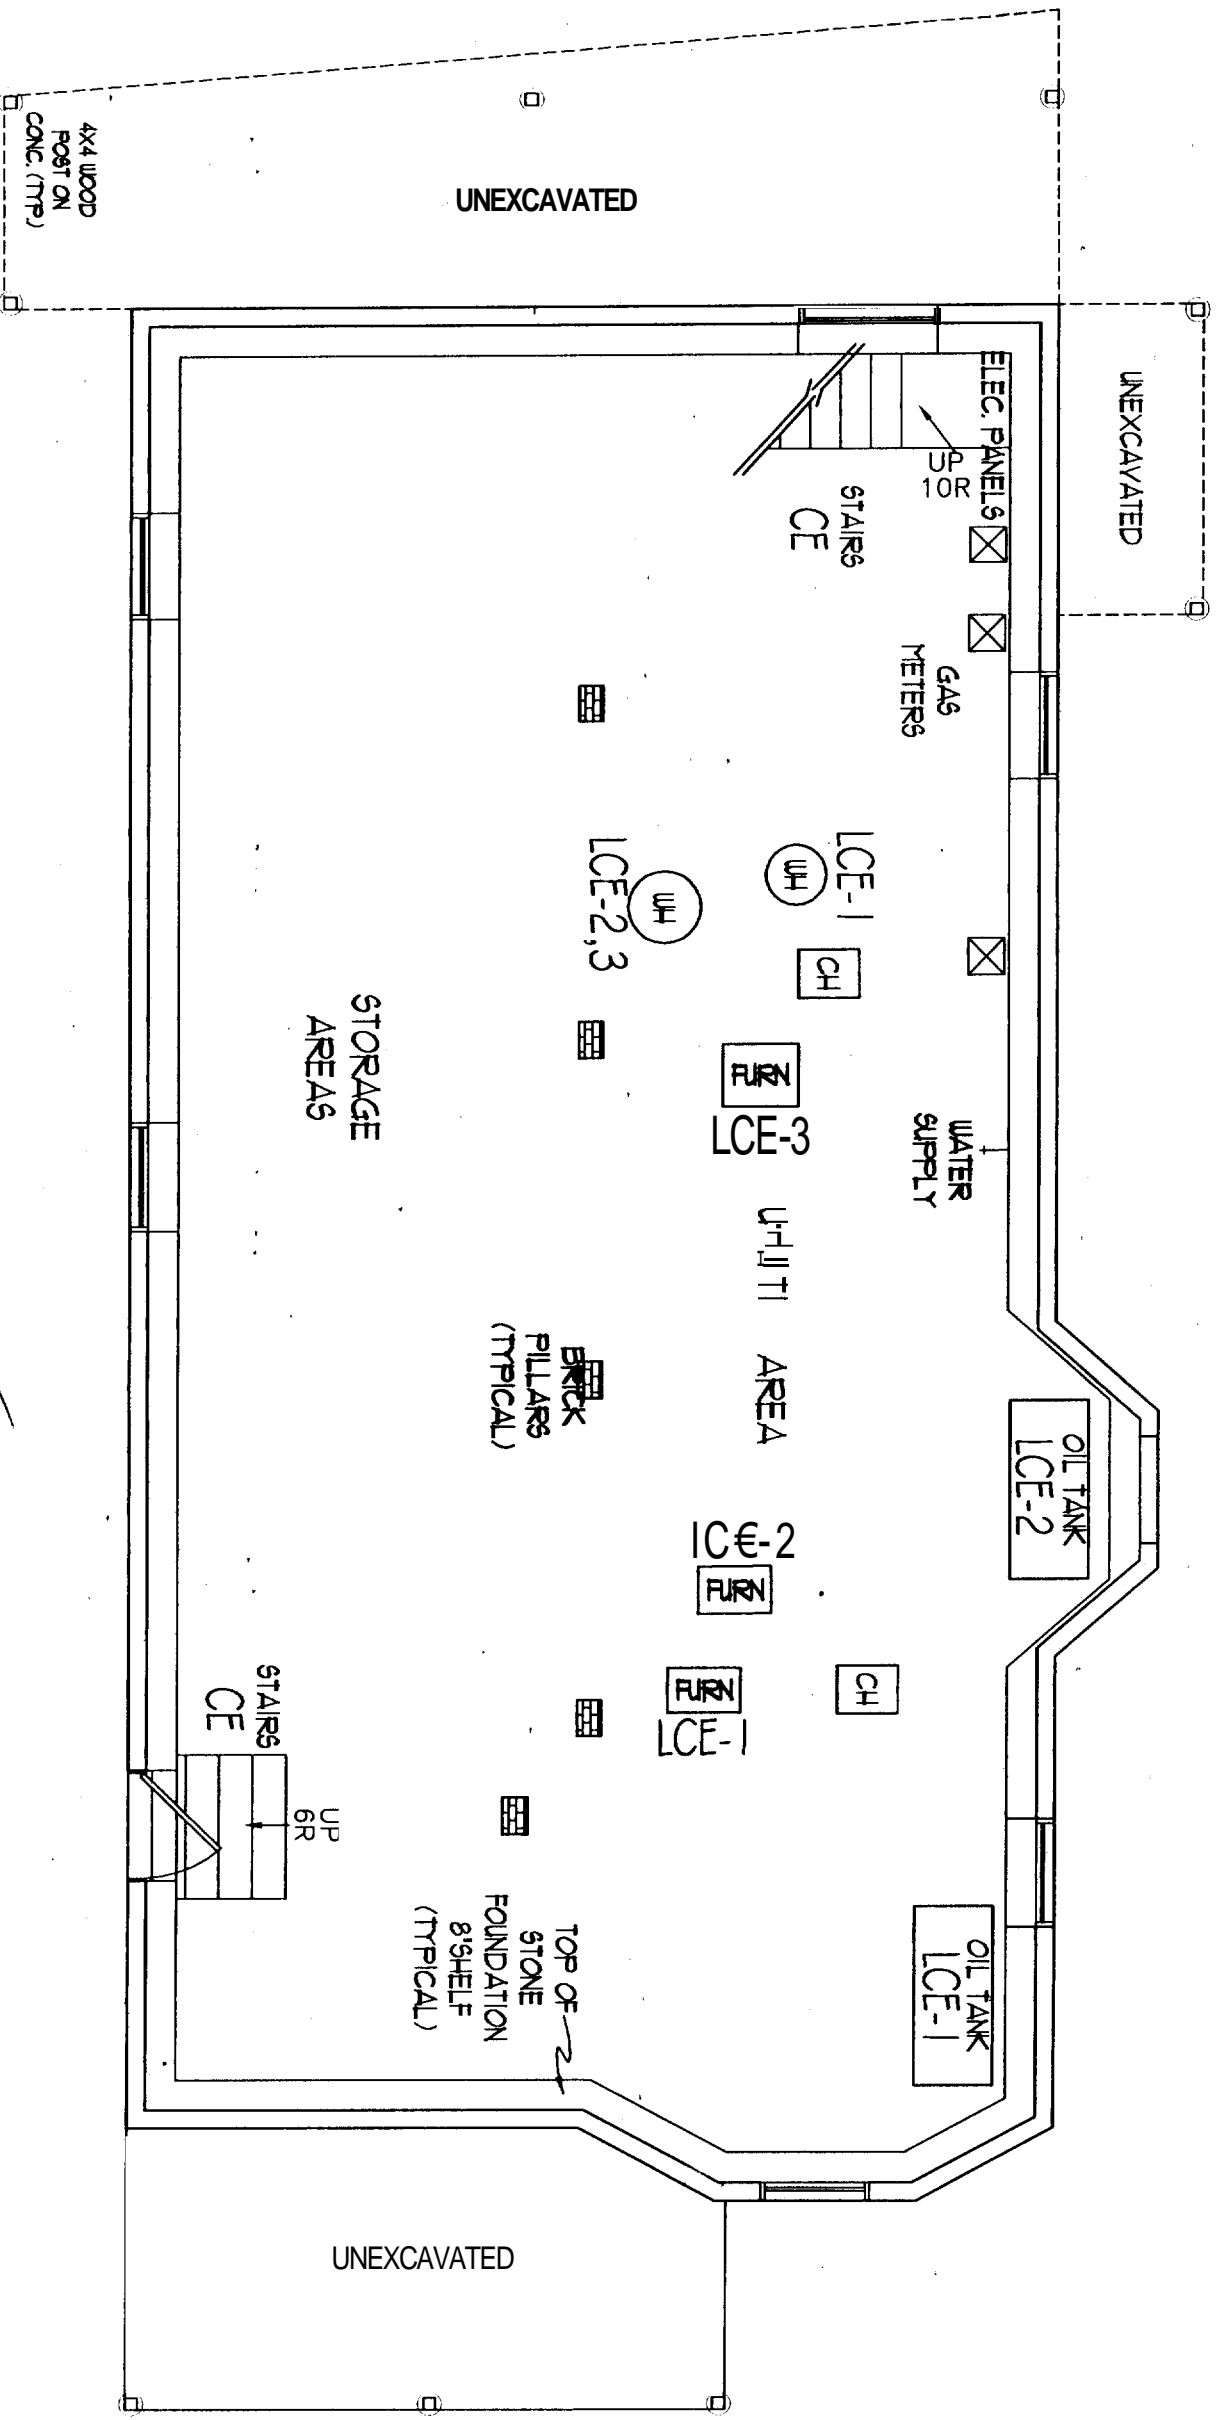 4X4 WOOD
POST ON
CONC. (TYP.)
UNEXCAVATED
UNEXCAVATED
ELEC. PANELS
UP
10R
STAIRS
CE
GAS
METERS
LCE-1
WH
WH
LCE-2,3
CH
FURN
LCE-3
STORAGE
AREAS
WATER
SUPPLY
AREA
BRICK
PILLARS
(TYPICAL)
OIL TANK
LCE-2
IC€-2
FURN
FURN
LCE-1
CH
STAIRS
CE
UP
6R
OIL TANK
LCE-1
TOP OF
STONE
FOUNDATION
8"SHELF
(TYPICAL)
UNEXCAVATED